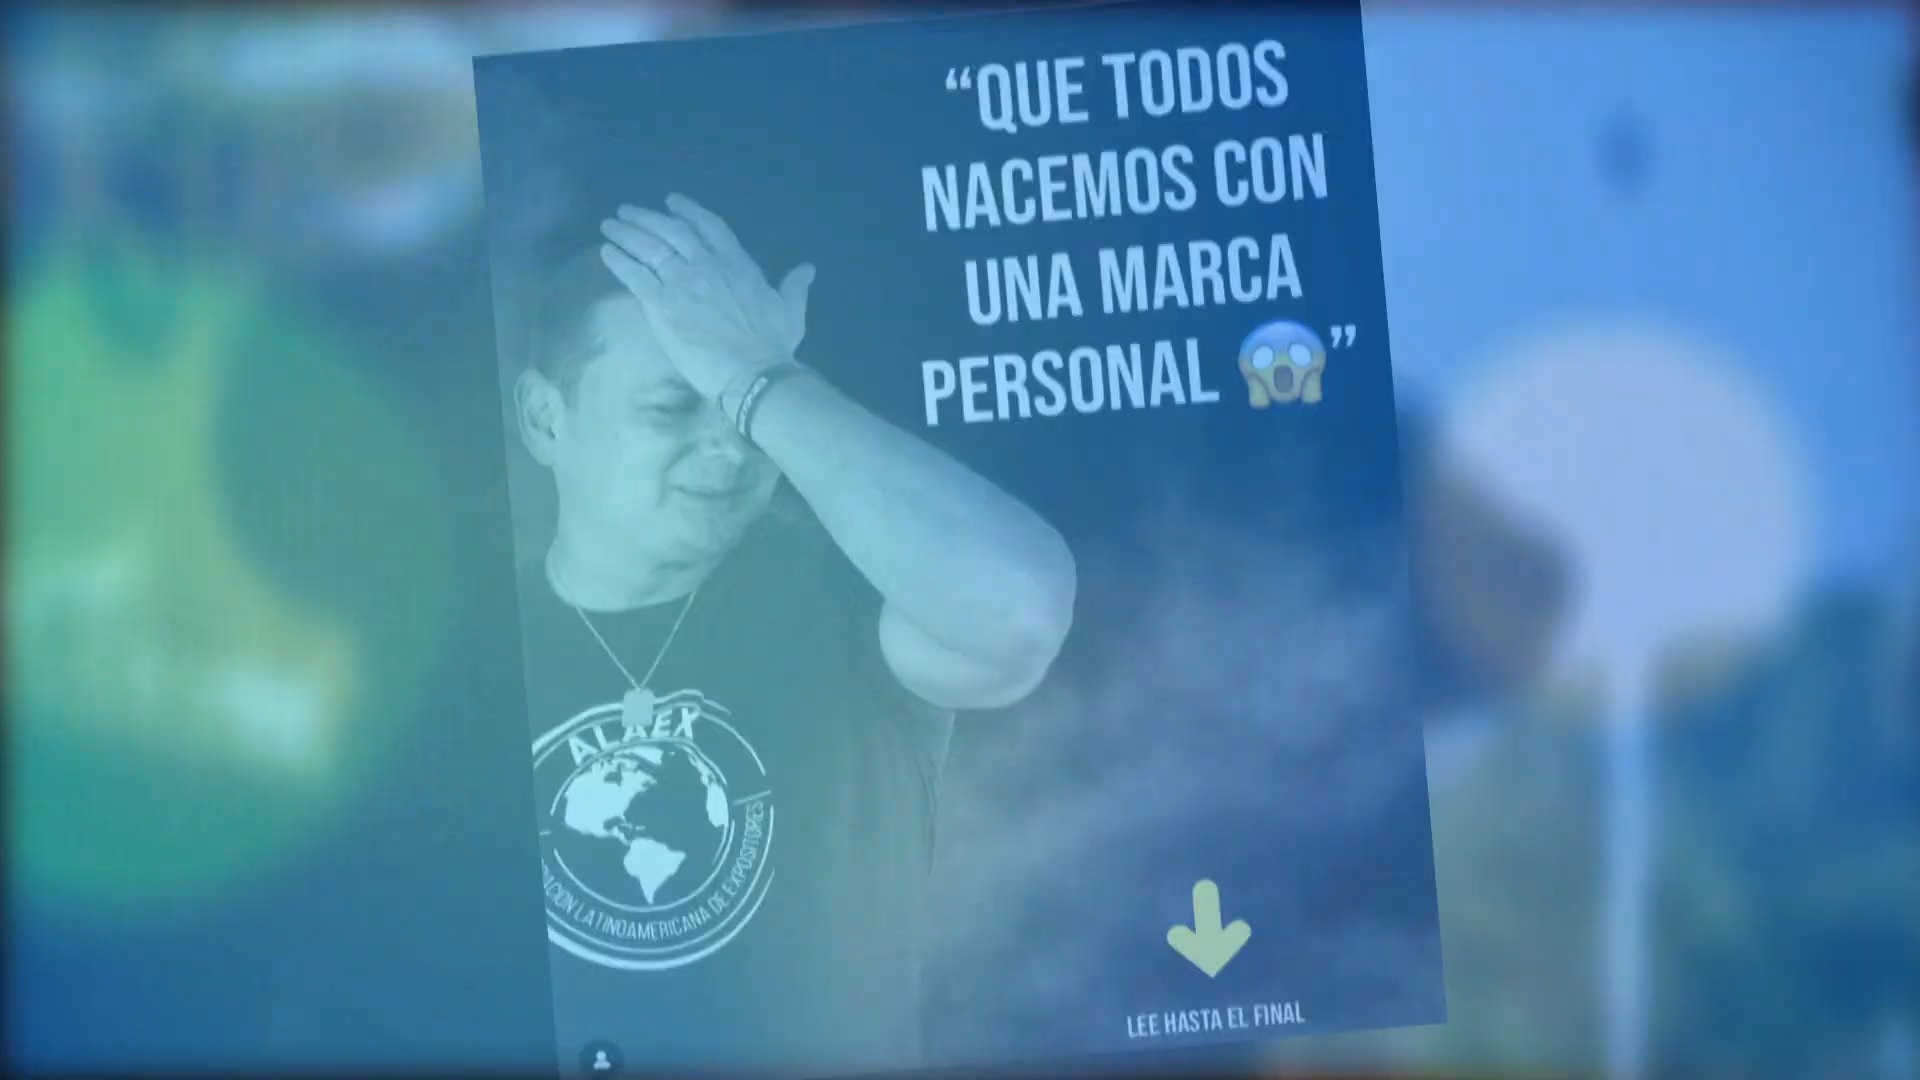 “QUE TODOS
NACEMOS CON
UNA MARCA
PERSONAL 😱”
ALAEX
LATINOAMERICANA DE EXPOSITORES
LEE HASTA EL FINAL